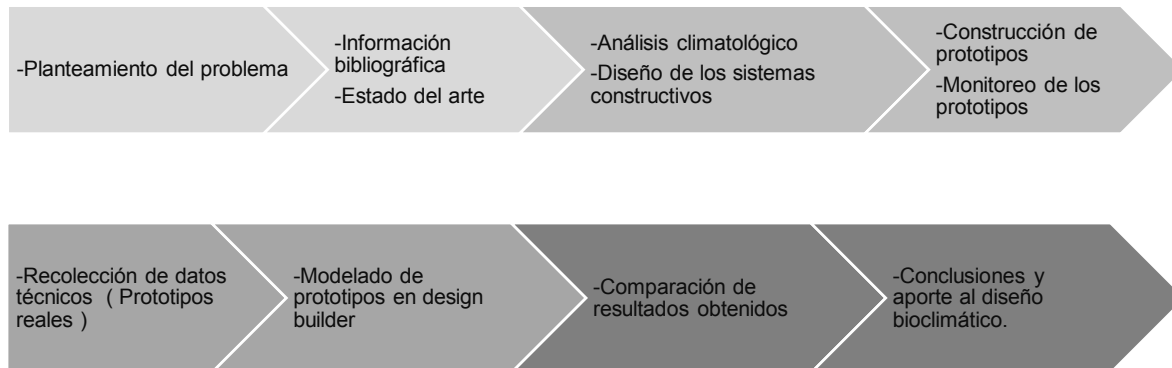 -Planteamiento del problema
-Información
bibliográfica
-Estado del arte
-Análisis climatológico
-Diseño de los sistemas
constructivos
-Construcción de
prototipos
-Monitoreo de los
prototipos
-Recolección de datos
técnicos ( Prototipos
reales )
-Modelado de
prototipos en design
builder
-Comparación de
resultados obtenidos
-Conclusiones y
aporte al diseño
bioclimático.